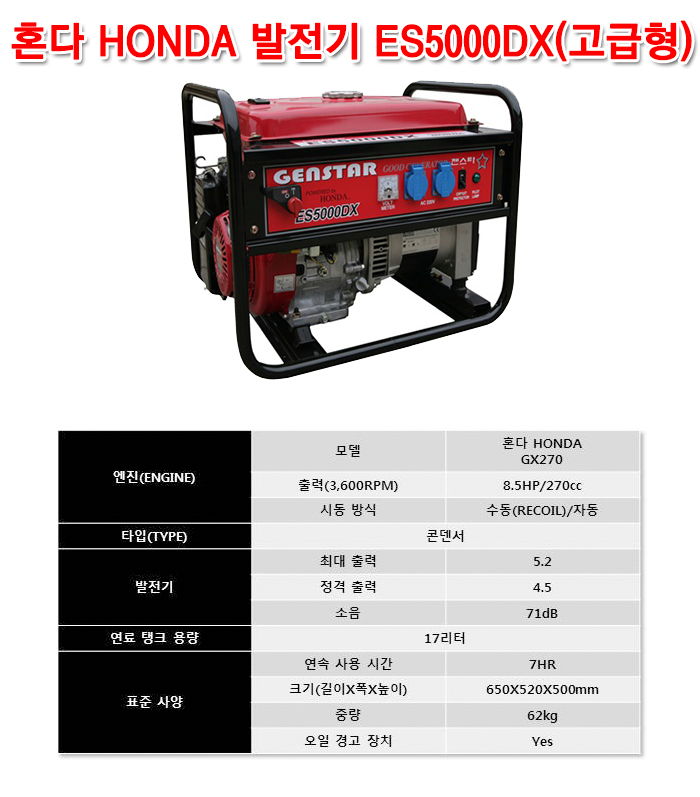 혼다 HONDA 발전기 ES5000DX(고급형)
ES5000DX
GENSTAR
GOOD GENERATOR
젠스타
POWERED by
HONDA
ES5000DX
VOLT
METER
AC 220V
PILOT
LAMP
엔진(ENGINE)
모델
혼다 HONDA
GX270
출력(3,600RPM)
8.5HP/270cc
시동 방식
수동(RECOIL)/자동
타입(TYPE)
콘덴서
발전기
최대 출력
5.2
정격 출력
4.5
소음
71dB
연료 탱크 용량
17리터
표준 사양
연속 사용 시간
7HR
크기(길이X폭X높이)
650X520X500mm
중량
62kg
오일 경고 장치
Yes